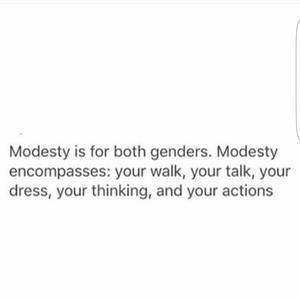 Modesty is for both genders. Modesty
encompasses: your walk, your talk, your
dress, your thinking, and your actions